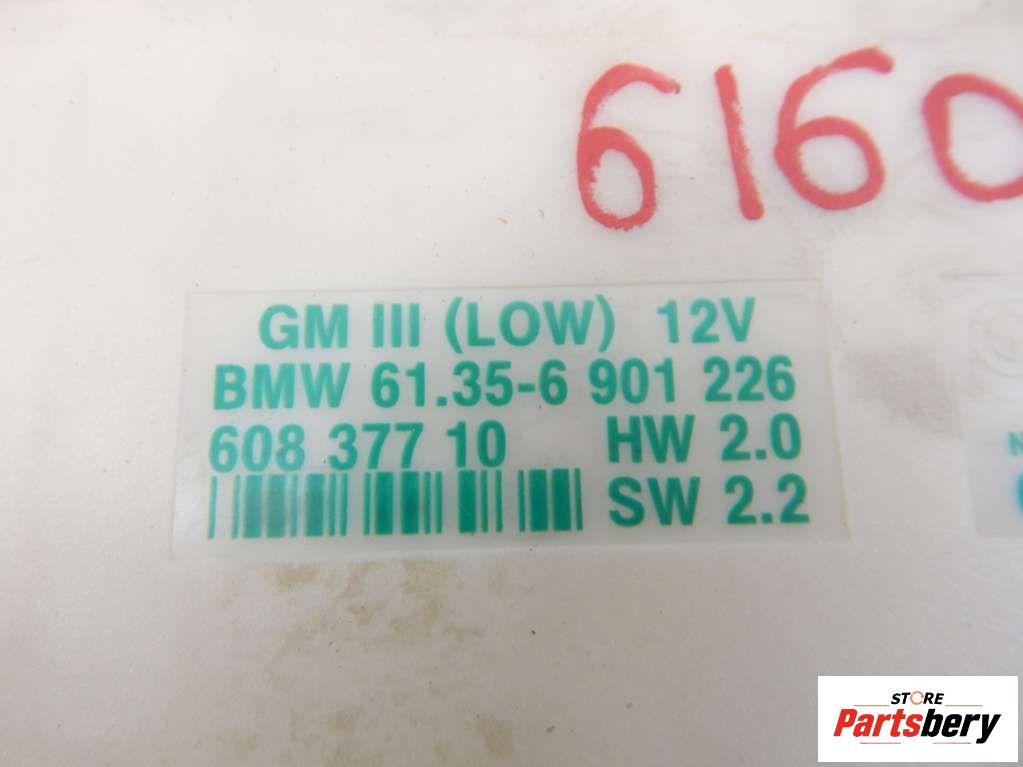 6160
GM III (LOW) 12V
BMW 61.35-6 901 226
608 377 10 HW 2.0
SW 2.2
STORE
Partsbery